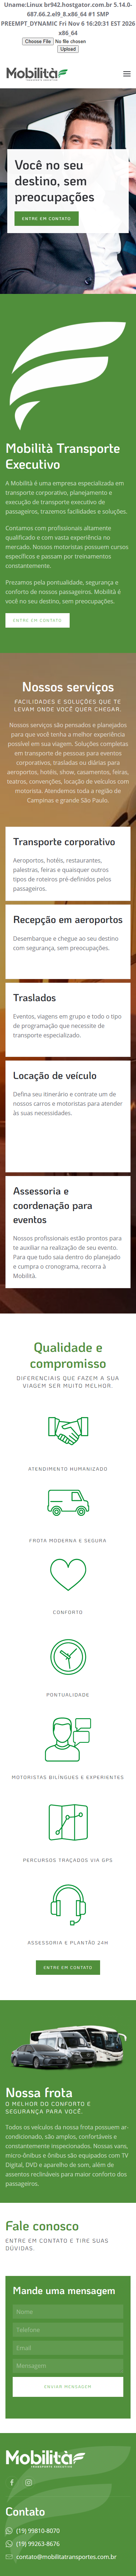 Uname:Linux br942.hostgator.com.br 5.14.0-
687.66.2.el9_8.x86_64 #1 SMP
PREEMPT_DYNAMIC Fri Nov 6 16:20:31 EST 2026
x86_64
Choose File No file chosen
Upload
Mobilità
TRANSPORTE EXECUTIVO
Você no seu
destino, sem
preocupações
ENTRE EM CONTATO
Mobilità Transporte
Executivo
A Mobilità é uma empresa especializada em
transporte corporativo, planejamento e
execução de transporte executivo de
passageiros, trazemos facilidades e soluções.
Contamos com profissionais altamente
qualificado e com vasta experiência no
mercado. Nossos motoristas possuem cursos
específicos e passam por treinamentos
constantemente.
Prezamos pela pontualidade, segurança e
conforto de nossos passageiros. Mobilità é
você no seu destino, sem preocupações.
ENTRE EM CONTATO
Nossos serviços
FACILIDADES E SOLUÇÕES QUE TE
LEVAM ONDE VOCÊ QUER CHEGAR.
Nossos serviços são pensados e planejados
para que você tenha a melhor experiência
possível em sua viagem. Soluções completas
em transporte de pessoas para eventos
corporativos, trasladas ou diárias para
aeroportos, hotéis, shows, casamentos, feiras,
teatros, convenções, locação de veículos com
motorista. Atendemos toda a região de
Campinas e grande São Paulo.
Transporte corporativo
Aeroportos, hotéis, restaurantes,
palestras, feiras e quaisquer outros
tipos de roteiros pré-definidos pelos
passageiros.
Recepção em aeroportos
Desembarque e chegue ao seu destino
com segurança, sem preocupações.
Traslados
Eventos, viagens em grupo e todo o tipo
de programação que necessite de
transporte especializado.
Locação de veículo
Defina seu itinerário e contrate um de
nossos carros e motoristas para atender
às suas necessidades.
Assessoria e
coordenação para
eventos
Nossos profissionais estão prontos para
te auxiliar na realização de seu evento.
Para que tudo saia dentro do planejado
e cumpra o cronograma, recorra à
Mobilità.
Qualidade e
compromisso
DIFERENCIAIS QUE FAZEM A SUA
VIAGEM SER MUITO MELHOR.
ATENDIMENTO HUMANIZADO
FROTA MODERNA E SEGURA
CONFORTO
PONTUALIDADE
MOTORISTAS BILÍNGUES E EXPERIENTES
PERCURSOS TRAÇADOS VIA GPS
ASSESSORIA E PLANTÃO 24H
ENTRE EM CONTATO
Nossa frota
O MELHOR DO CONFORTO E
SEGURANÇA PARA VOCÊ.
Todos os veículos da nossa frota possuem ar-
condicionado, são amplos, confortáveis e
constantemente inspecionados. Nossas vans,
micro-ônibus e ônibus são equipados com TV
Digital, DVD e aparelho de som, além de
assentos reclináveis para maior conforto dos
passageiros.
Fale conosco
ENTRE EM CONTATO E TIRE SUAS
DÚVIDAS.
Mande uma mensagem
Nome
Telefone
Email
Mensagem
ENVIAR MENSAGEM
Mobilità
TRANSPORTE EXECUTIVO
Contato
(19) 99810-8070
(19) 99263-8676
contato@mobilitatransportes.com.br